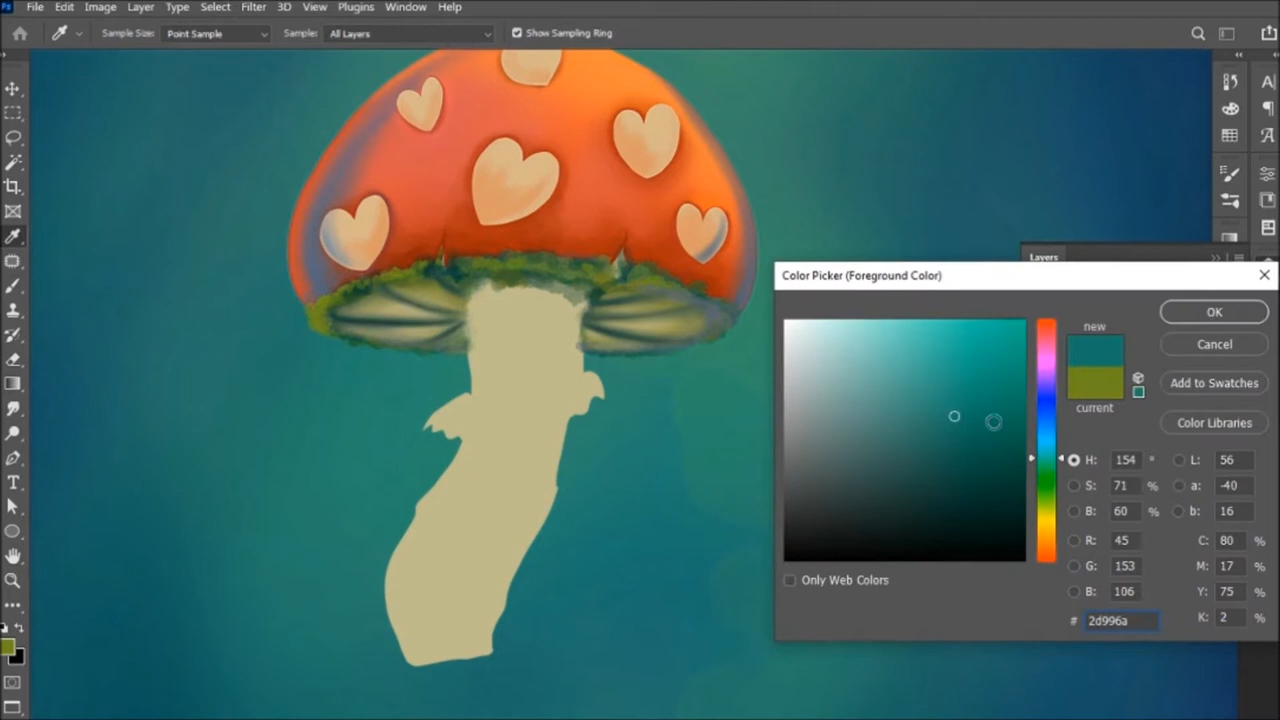 Ps File Edit Image Layer Type Select Filter 3D View Plugins Window Help
Sample Size: Point Sample Sample: All Layers Show Sampling Ring
Layers
Color Picker (Foreground Color)
new
current
OK
Cancel
Add to Swatches
Color Libraries
H: 154 ° L: 56
S: 71 % a: -40
B: 60 % b: 16
R: 45 C: 80 %
G: 153 M: 17 %
B: 106 Y: 75 %
# 2d996a K: 2 %
Only Web Colors